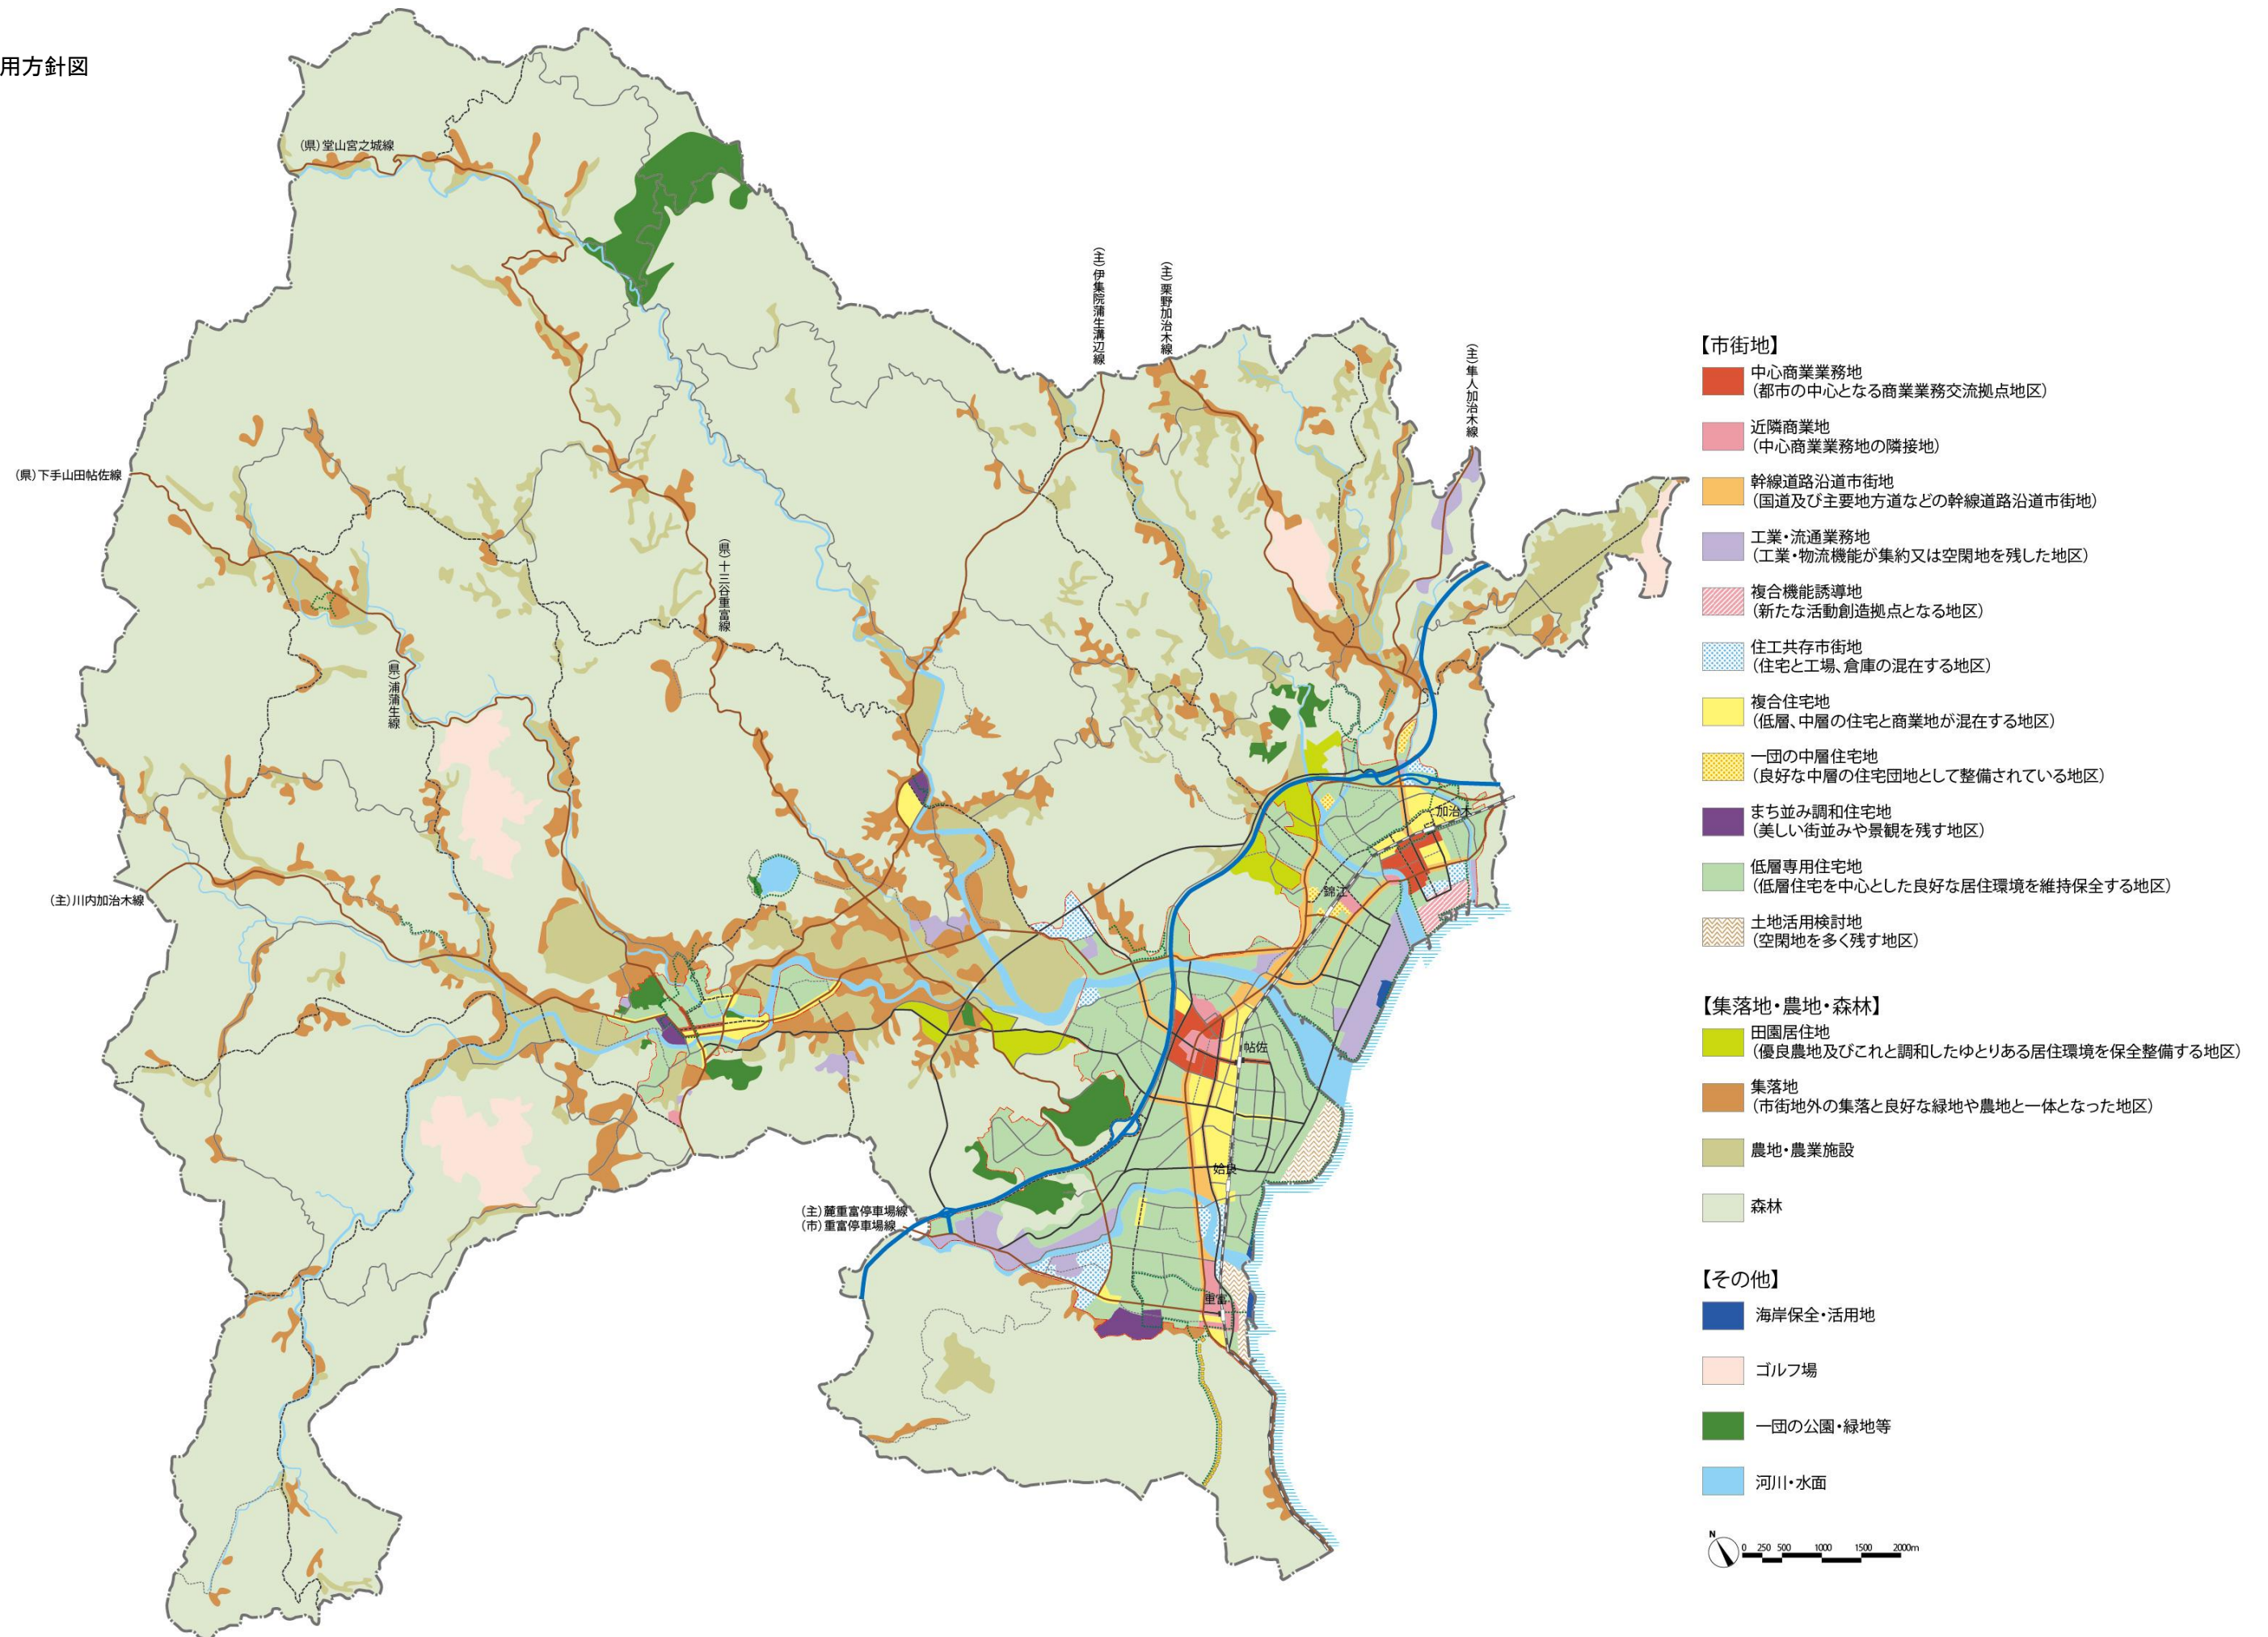 用方針図
(県)堂山宮之城線
(主)伊集院蒲生溝辺線
(主)栗野加治木線
(主)隼人加治木線
(県)下手山田帖佐線
(県)十三谷重富線
(県)浦蒲生線
(主)川内加治木線
加治木
錦江
帖佐
姶良
(主)麓重富停車場線
(市)重富停車場線
重富
【市街地】
中心商業業務地
(都市の中心となる商業業務交流拠点地区)
近隣商業地
(中心商業業務地の隣接地)
幹線道路沿道市街地
(国道及び主要地方道などの幹線道路沿道市街地)
工業・流通業務地
(工業・物流機能が集約又は空閑地を残した地区)
複合機能誘導地
(新たな活動創造拠点となる地区)
住工共存市街地
(住宅と工場、倉庫の混在する地区)
複合住宅地
(低層、中層の住宅と商業地が混在する地区)
一団の中層住宅地
(良好な中層の住宅団地として整備されている地区)
まち並み調和住宅地
(美しい街並みや景観を残す地区)
低層専用住宅地
(低層住宅を中心とした良好な居住環境を維持保全する地区)
土地活用検討地
(空閑地を多く残す地区)
【集落地・農地・森林】
田園居住地
(優良農地及びこれと調和したゆとりある居住環境を保全整備する地区)
集落地
(市街地外の集落と良好な緑地や農地と一体となった地区)
農地・農業施設
森林
【その他】
海岸保全・活用地
ゴルフ場
一団の公園・緑地等
河川・水面
N
0 250 500 1000 1500 2000m